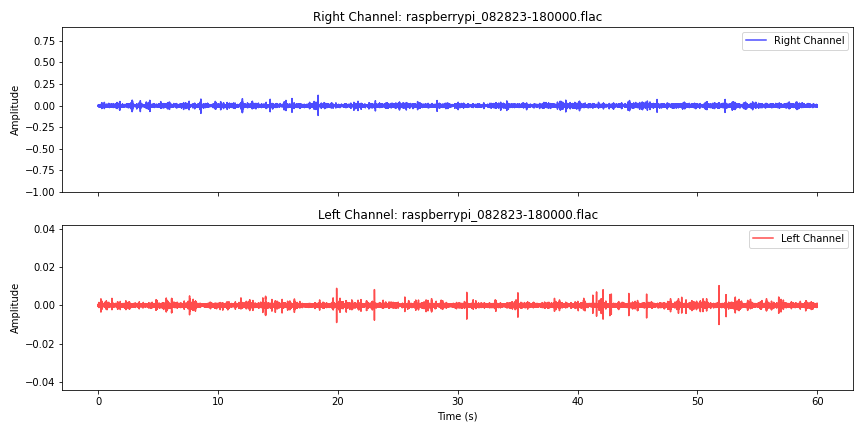 Right Channel: raspberrypi_082823-180000.flac
Right Channel
Amplitude
0.75
0.50
0.25
0.00
−0.25
−0.50
−0.75
−1.00
Left Channel: raspberrypi_082823-180000.flac
Left Channel
Amplitude
0.04
0.02
0.00
−0.02
−0.04
0 10 20 30 40 50 60
Time (s)